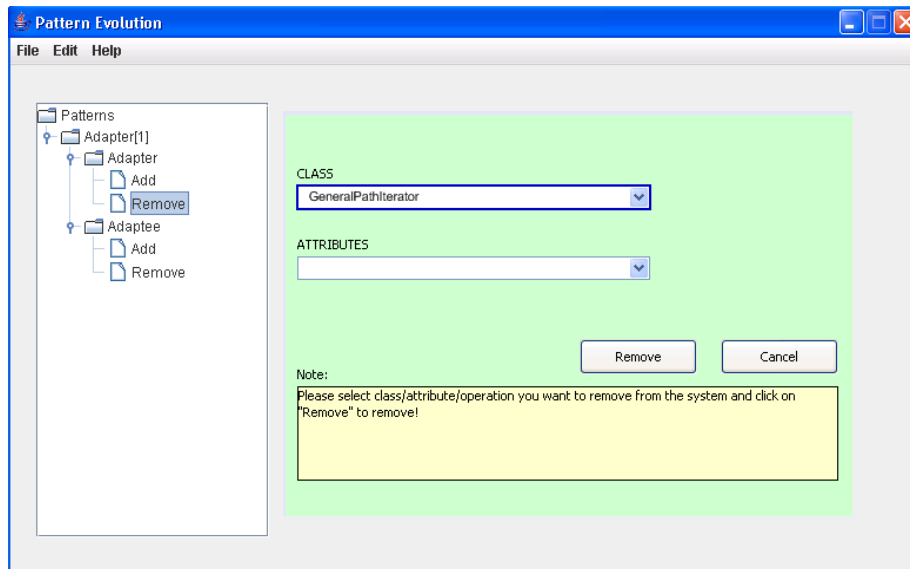 Pattern Evolution
File Edit Help
Patterns
Adapter[1]
Adapter
Add
Remove
Adaptee
Add
Remove
CLASS
GeneralPathIterator
ATTRIBUTES
Remove Cancel
Note:
Please select class/attribute/operation you want to remove from the system and click on
"Remove" to remove!